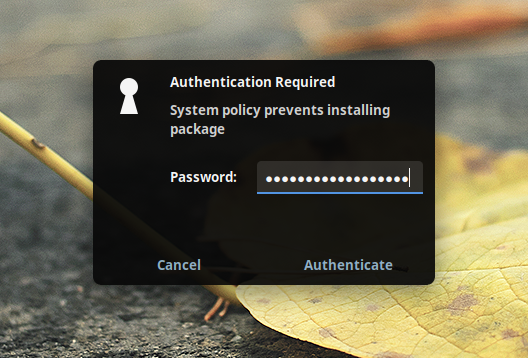 Authentication Required
System policy prevents installing
package
Password: ••••••••••••••••••
Cancel Authenticate